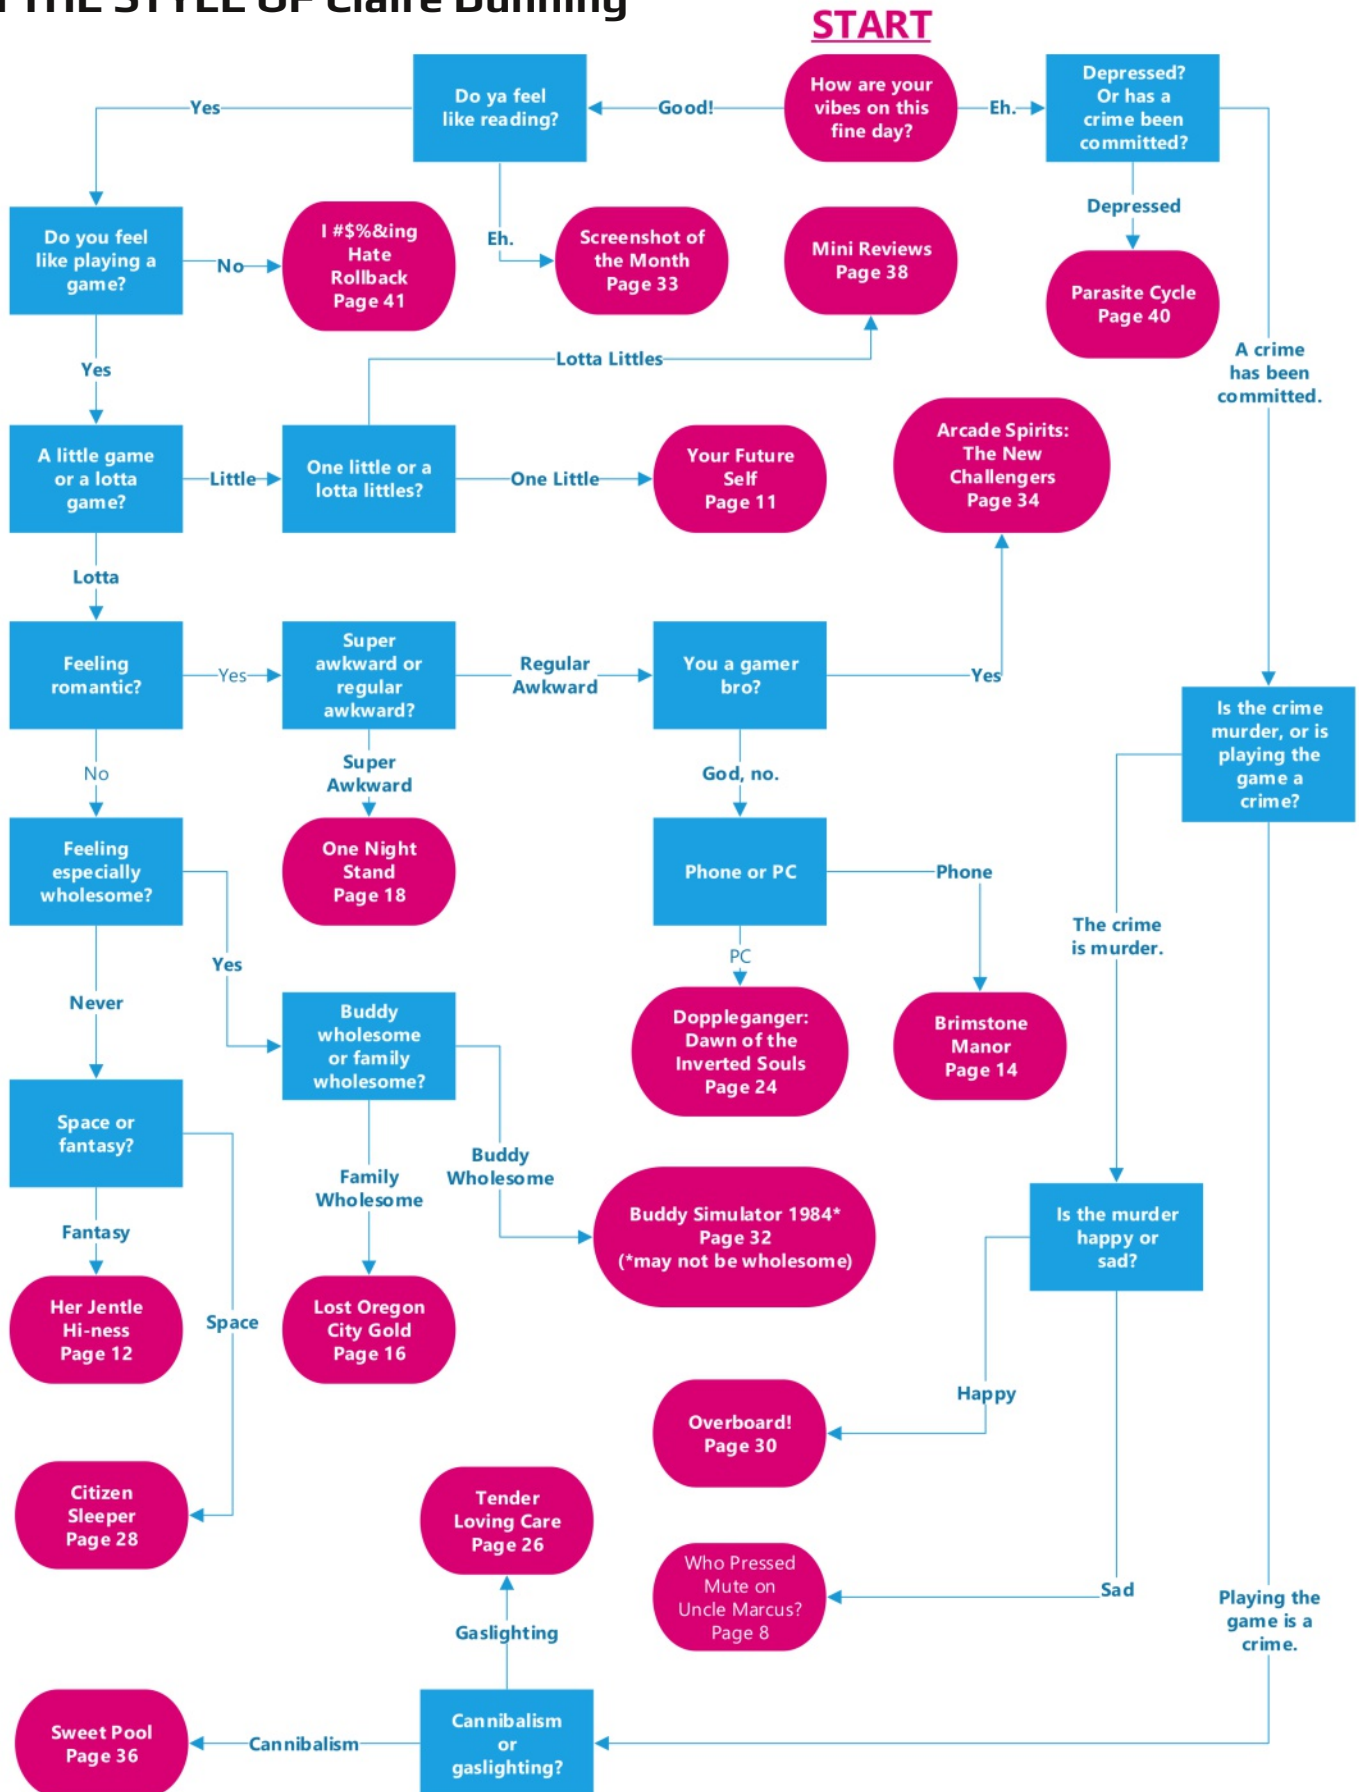 THE STYLE OF Claire Dunning
START
How are your
vibes on this
fine day?
Good!
Eh.
Do ya feel
like reading?
Yes
Eh.
Depressed?
Or has a
crime been
committed?
Depressed
Do you feel
like playing a
game?
No
I #$%&ing
Hate
Rollback
Page 41
Screenshot of
the Month
Page 33
Mini Reviews
Page 38
Parasite Cycle
Page 40
A crime
has been
committed.
Yes
Lotta Littles
A little game
or a lotta
game?
Little
One little or a
lotta littles?
One Little
Your Future
Self
Page 11
Arcade Spirits:
The New
Challengers
Page 34
Lotta
Feeling
romantic?
Yes
Super
awkward or
regular
awkward?
Regular
Awkward
You a gamer
bro?
Yes
Is the crime
murder, or is
playing the
game a
crime?
No
Super
Awkward
God, no.
Feeling
especially
wholesome?
One Night
Stand
Page 18
Phone or PC
Phone
The crime
is murder.
Yes
PC
Never
Buddy
wholesome
or family
wholesome?
Doppleganger:
Dawn of the
Inverted Souls
Page 24
Brimstone
Manor
Page 14
Space or
fantasy?
Family
Wholesome
Buddy
Wholesome
Buddy Simulator 1984*
Page 32
(*may not be wholesome)
Is the murder
happy or
sad?
Fantasy
Her Jentle
Hi-ness
Page 12
Space
Lost Oregon
City Gold
Page 16
Happy
Overboard!
Page 30
Citizen
Sleeper
Page 28
Tender
Loving Care
Page 26
Who Pressed
Mute on
Uncle Marcus?
Page 8
Sad
Playing the
game is a
crime.
Gaslighting
Sweet Pool
Page 36
Cannibalism
Cannibalism
or
gaslighting?